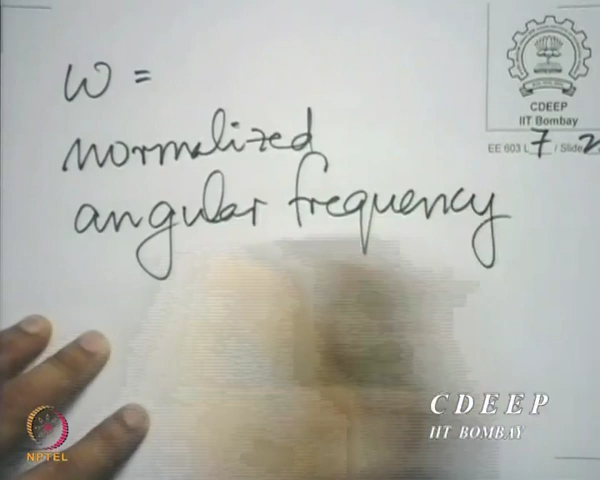 ω =
normalized
angular frequency
CDEEP
IIT Bombay
EE 603 L 7 / Slide 2
CDEEP
IIT BOMBAY
NPTEL